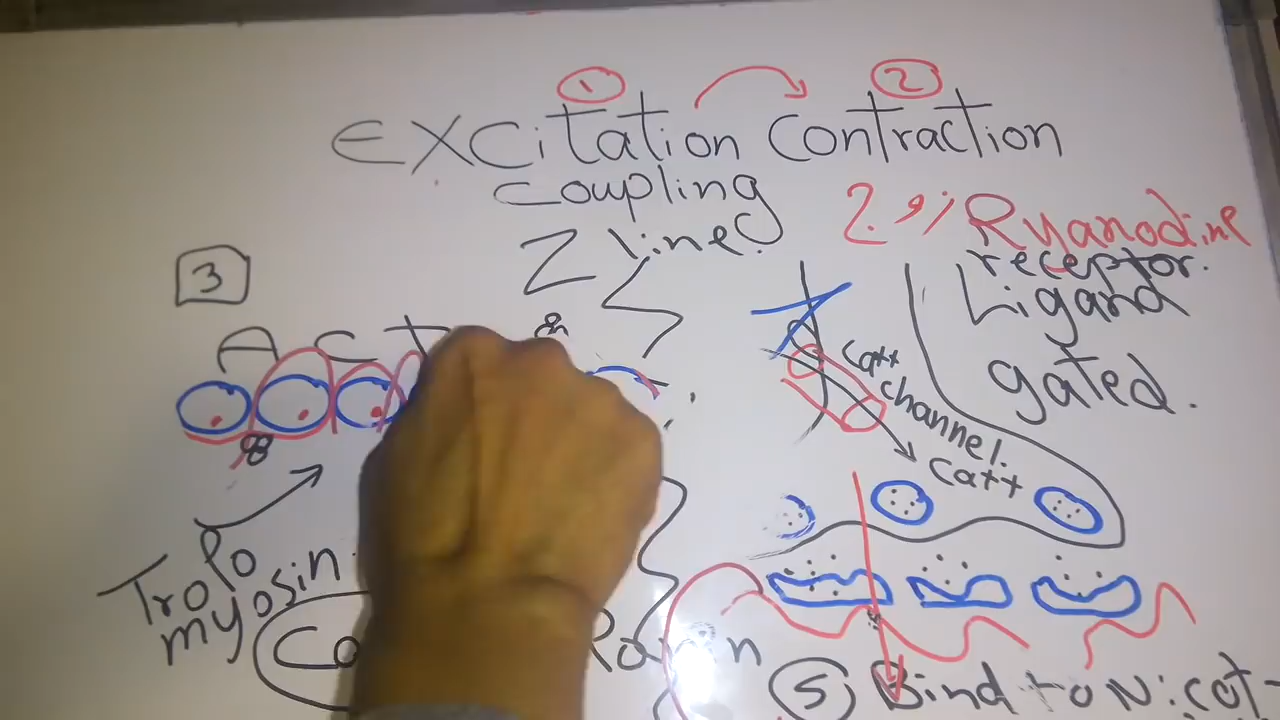 1 2
Excitation Contraction
coupling
Z line
2 Ryanodine
receptor.
Ligand
gated.
3
A C T
Ca++
channel.
Ca++
Tropo
myosin
5 Bind to Nicot-